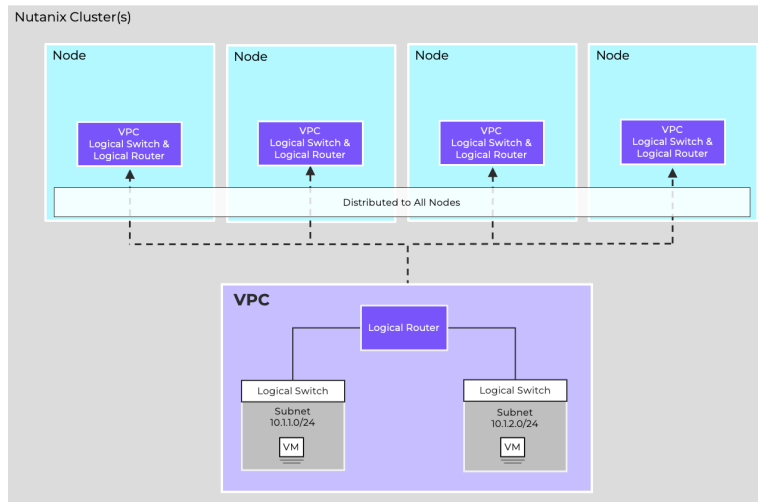 Nutanix Cluster(s)
Node
Node
Node
Node
VPC
Logical Switch &
Logical Router
VPC
Logical Switch &
Logical Router
VPC
Logical Switch &
Logical Router
VPC
Logical Switch &
Logical Router
Distributed to All Nodes
VPC
Logical Router
Logical Switch
Subnet
10.1.1.0/24
VM
Logical Switch
Subnet
10.1.2.0/24
VM